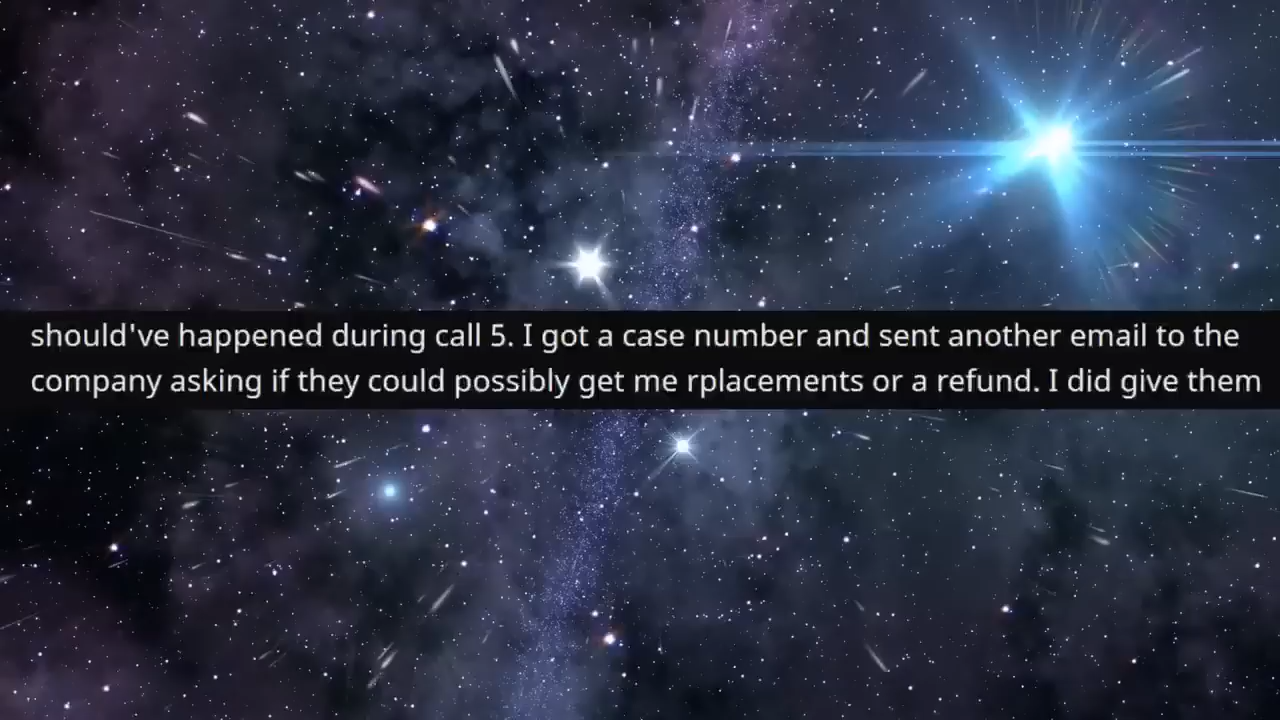 should've happened during call 5. I got a case number and sent another email to the
company asking if they could possibly get me rplacements or a refund. I did give them